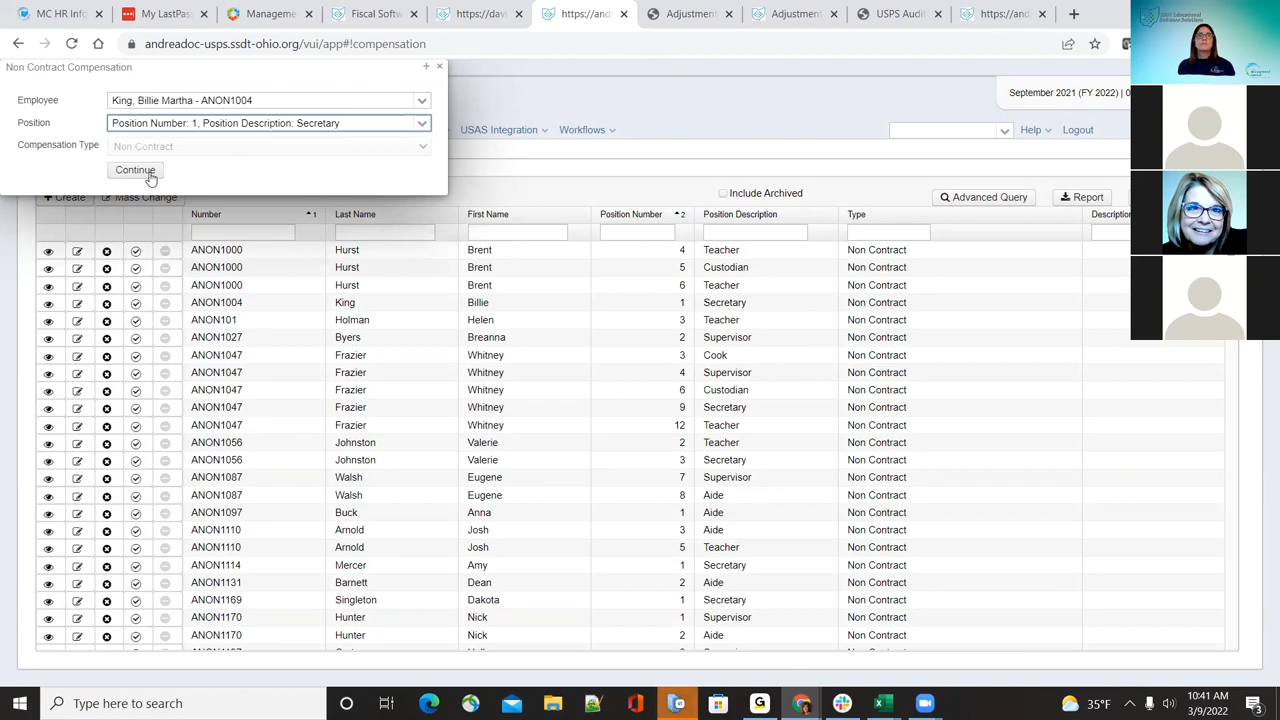 MC HR Info
My LastPass
Manageme
Fiscal Softw
https://davj
https://and
Adjustment
Adjustmen
USPS Adju
https://and
andreadoc-usps.ssdt-ohio.org/vui/app#!compensation
Non Contract Compensation
Employee
King, Billie Martha - ANON1004
Position
Position Number: 1, Position Description: Secretary
Compensation Type
Non Contract
Continue
September 2021 (FY 2022) | 0
USAS Integration
Workflows
Help
Logout
Create
Mass Change
Include Archived
Advanced Query
Report
Number 1 Last Name First Name Position Number 2 Position Description Type Description
ANON1000 Hurst Brent 4 Teacher Non Contract
ANON1000 Hurst Brent 5 Custodian Non Contract
ANON1000 Hurst Brent 6 Teacher Non Contract
ANON1004 King Billie 1 Secretary Non Contract
ANON101 Holman Helen 3 Teacher Non Contract
ANON1027 Byers Breanna 2 Supervisor Non Contract
ANON1047 Frazier Whitney 3 Cook Non Contract
ANON1047 Frazier Whitney 4 Supervisor Non Contract
ANON1047 Frazier Whitney 6 Custodian Non Contract
ANON1047 Frazier Whitney 9 Secretary Non Contract
ANON1047 Frazier Whitney 12 Teacher Non Contract
ANON1056 Johnston Valerie 2 Teacher Non Contract
ANON1056 Johnston Valerie 3 Secretary Non Contract
ANON1087 Walsh Eugene 7 Supervisor Non Contract
ANON1087 Walsh Eugene 8 Aide Non Contract
ANON1097 Buck Anna 1 Aide Non Contract
ANON1110 Arnold Josh 3 Aide Non Contract
ANON1110 Arnold Josh 5 Teacher Non Contract
ANON1114 Mercer Amy 1 Secretary Non Contract
ANON1131 Barnett Dean 2 Aide Non Contract
ANON1169 Singleton Dakota 1 Secretary Non Contract
ANON1170 Hunter Nick 1 Supervisor Non Contract
ANON1170 Hunter Nick 2 Aide Non Contract
Type here to search
35°F
10:41 AM
3/9/2022
3